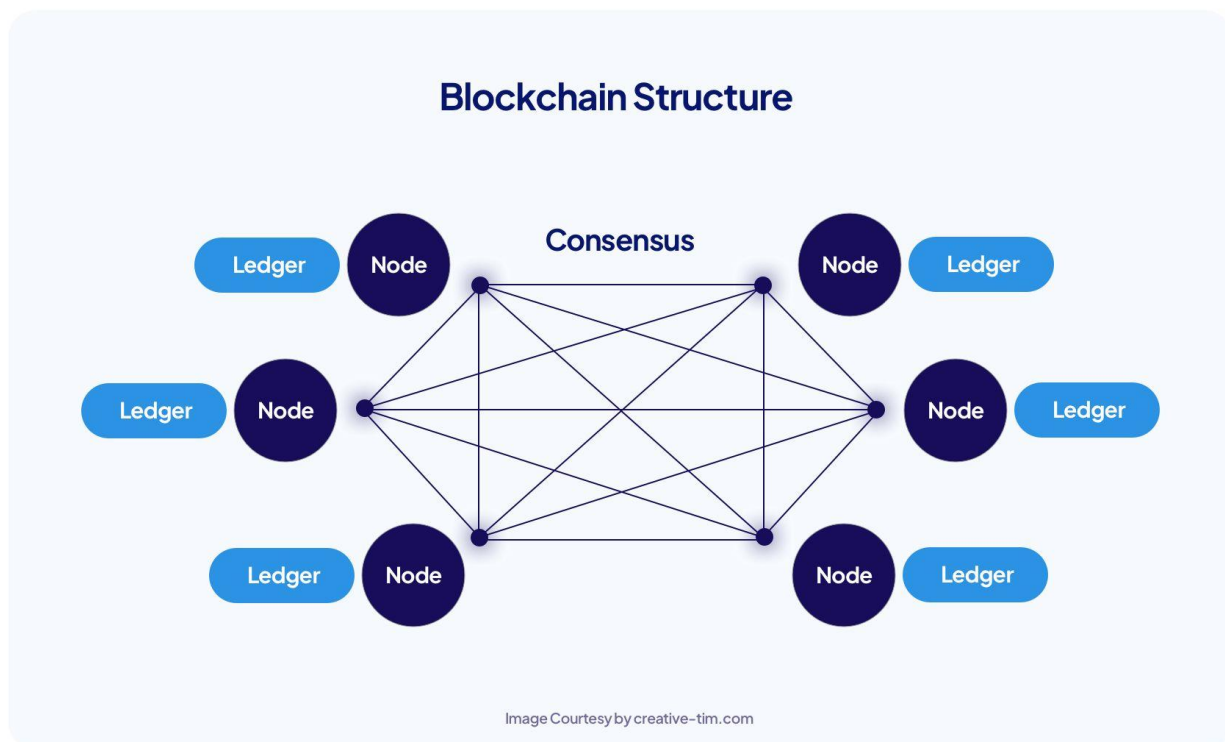 Blockchain Structure
Consensus
Ledger Node
Node Ledger
Ledger Node
Node Ledger
Ledger Node
Node Ledger
Image Courtesy by creative-tim.com